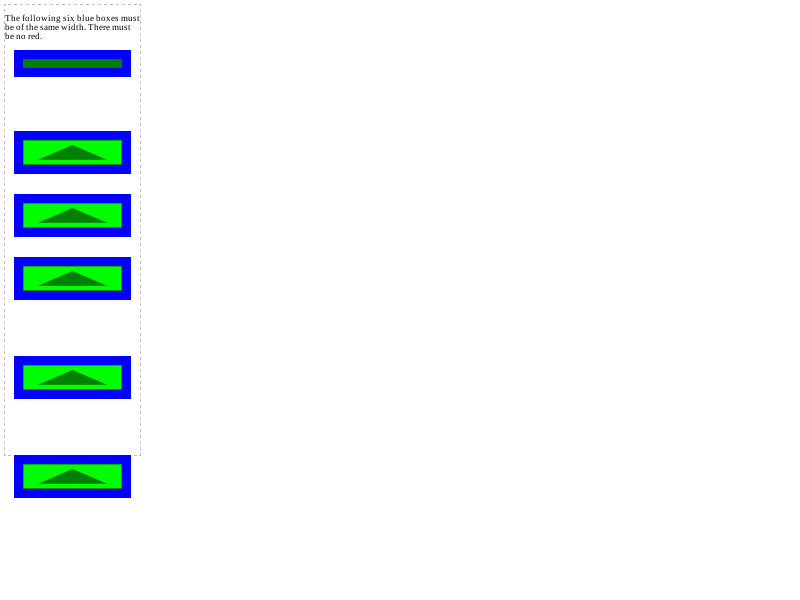 The following six blue boxes must
be of the same width. There must
be no red.